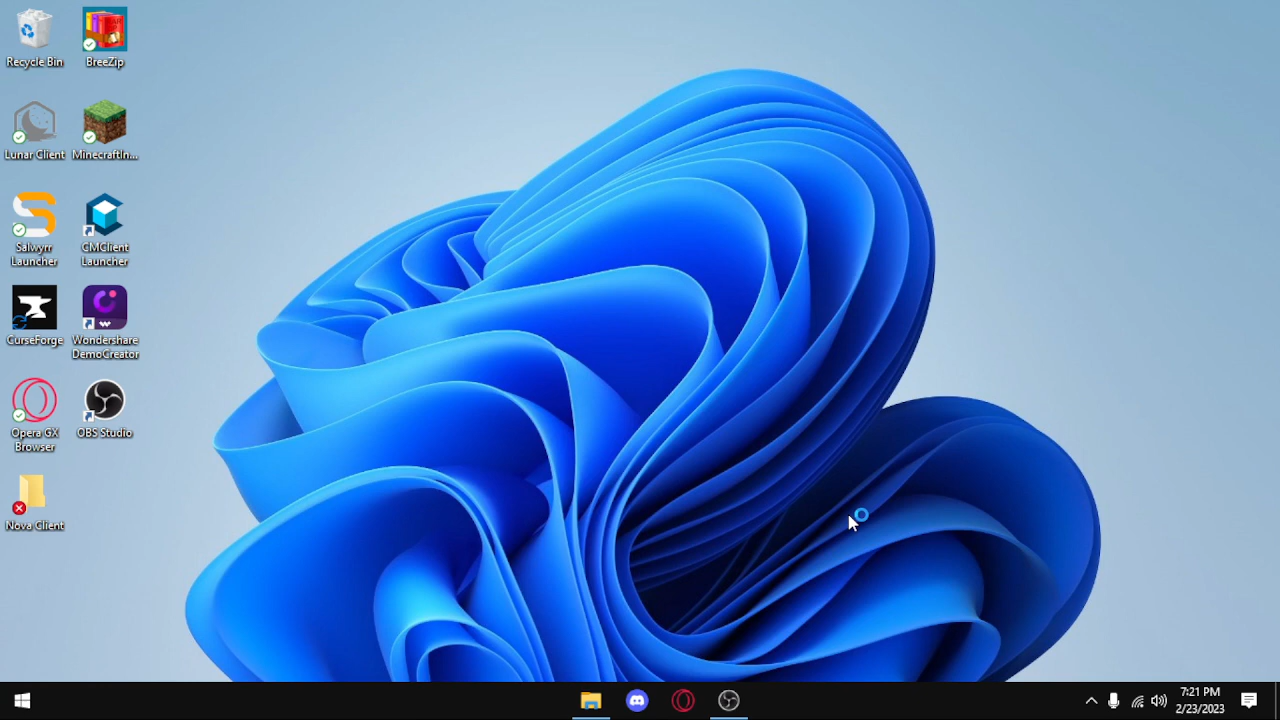 Recycle Bin
BreeZip
Lunar Client
MinecraftIn...
Salwyrr
Launcher
CMClient
Launcher
CurseForge
Wondershare
DemoCreator
Opera GX
Browser
OBS Studio
Nova Client
7:21 PM
2/23/2023